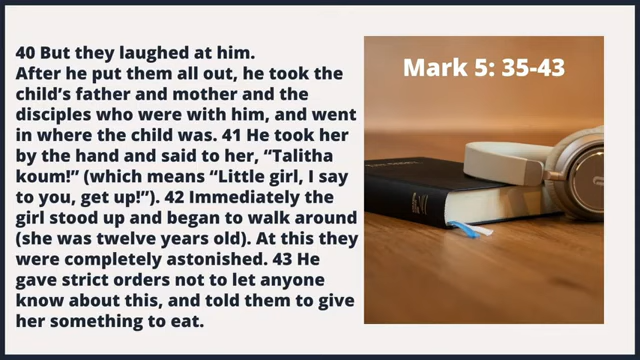 40 But they laughed at him.
After he put them all out, he took the
child’s father and mother and the
disciples who were with him, and went
in where the child was. 41 He took her
by the hand and said to her, “Talitha
koum!” (which means “Little girl, I say
to you, get up!”). 42 Immediately the
girl stood up and began to walk around
(she was twelve years old). At this they
were completely astonished. 43 He
gave strict orders not to let anyone
know about this, and told them to give
her something to eat.
Mark 5: 35-43